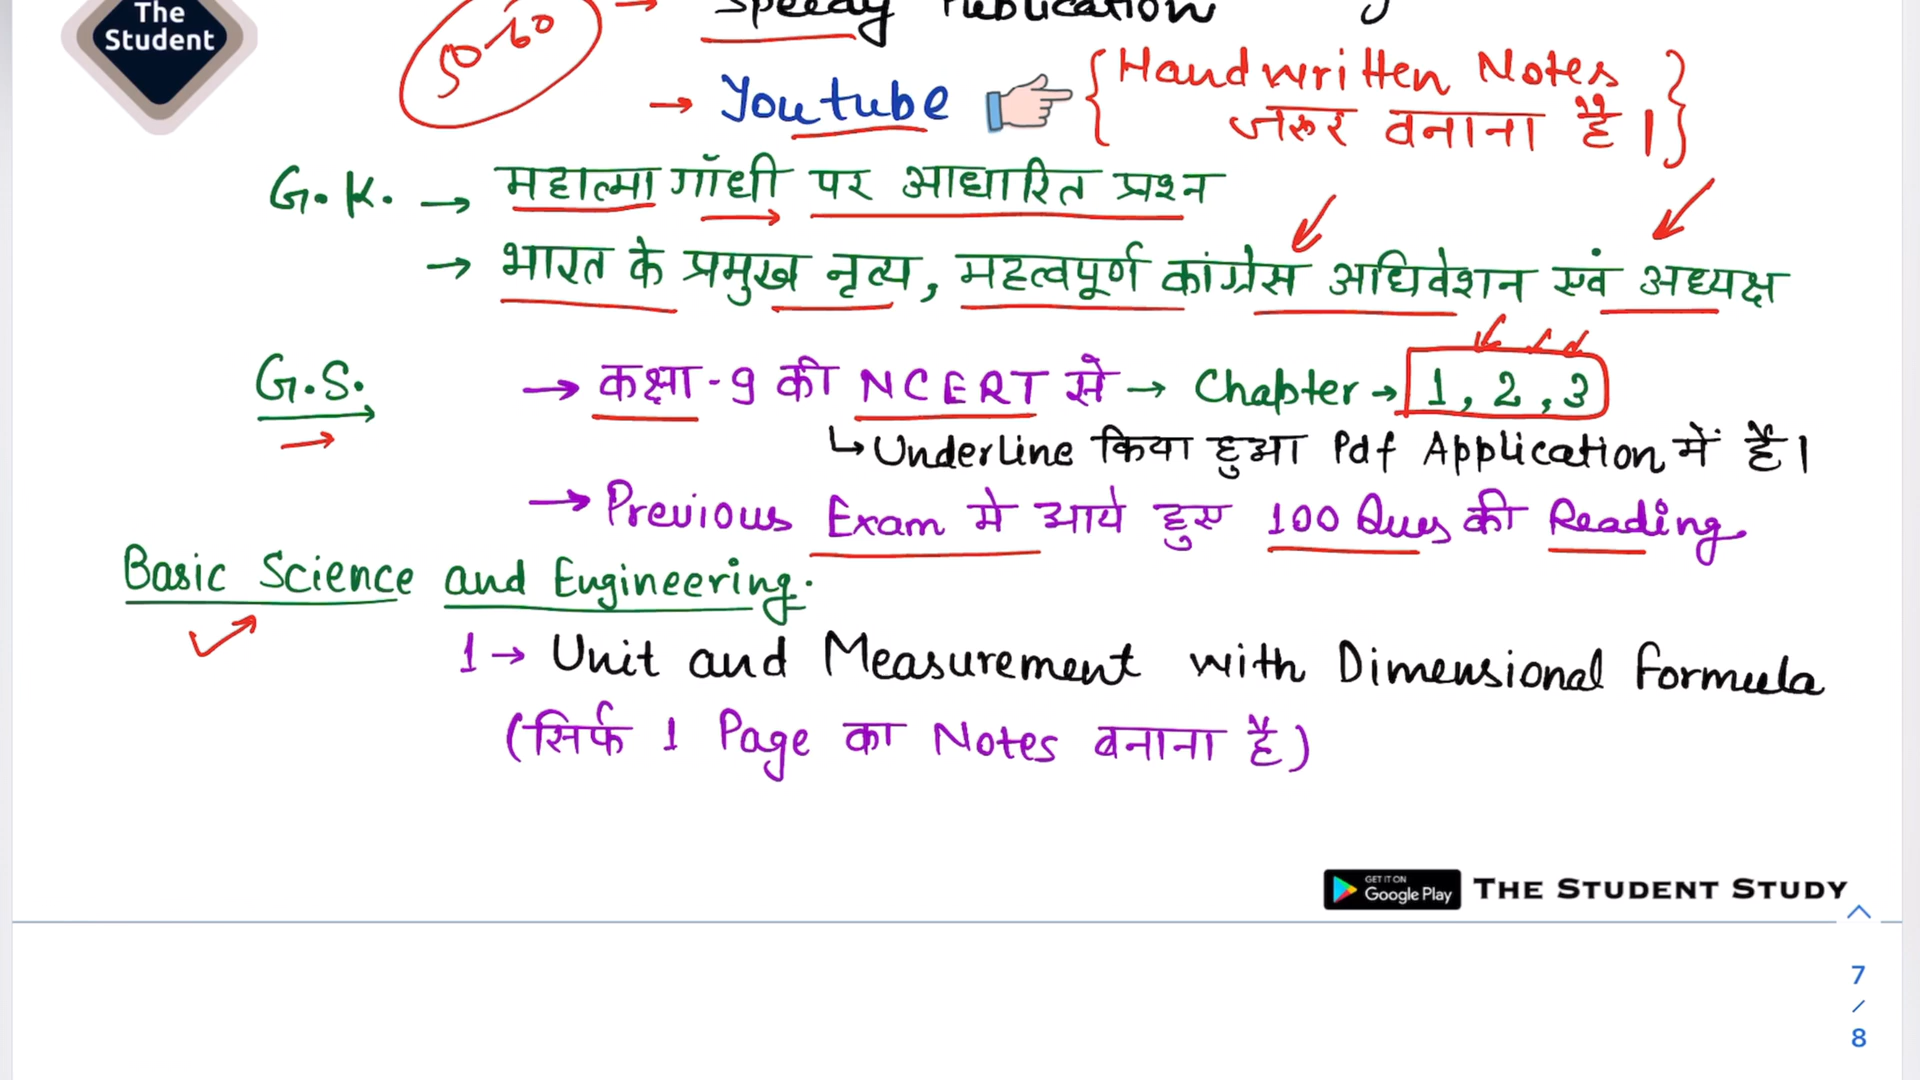 The
Student
50-60
→ Speedy Publication
→ Youtube {Handwritten Notes
जरूर बनाना है।}
G.K. → महात्मा गाँधी पर आधारित प्रश्न
→ भारत के प्रमुख नृत्य, महत्वपूर्ण कांग्रेस अधिवेशन एवं अध्यक्ष
G.S. → कक्षा-9 की NCERT से → Chapter → 1, 2, 3
↳ Underline किया हुआ Pdf Application में है।
→ Previous Exam मे आये हुए 100 Ques की Reading
Basic Science and Engineering.
1 → Unit and Measurement with Dimensional formula
(सिर्फ 1 Page का Notes बनाना है)
GET IT ON
Google Play THE STUDENT STUDY
7
/
8